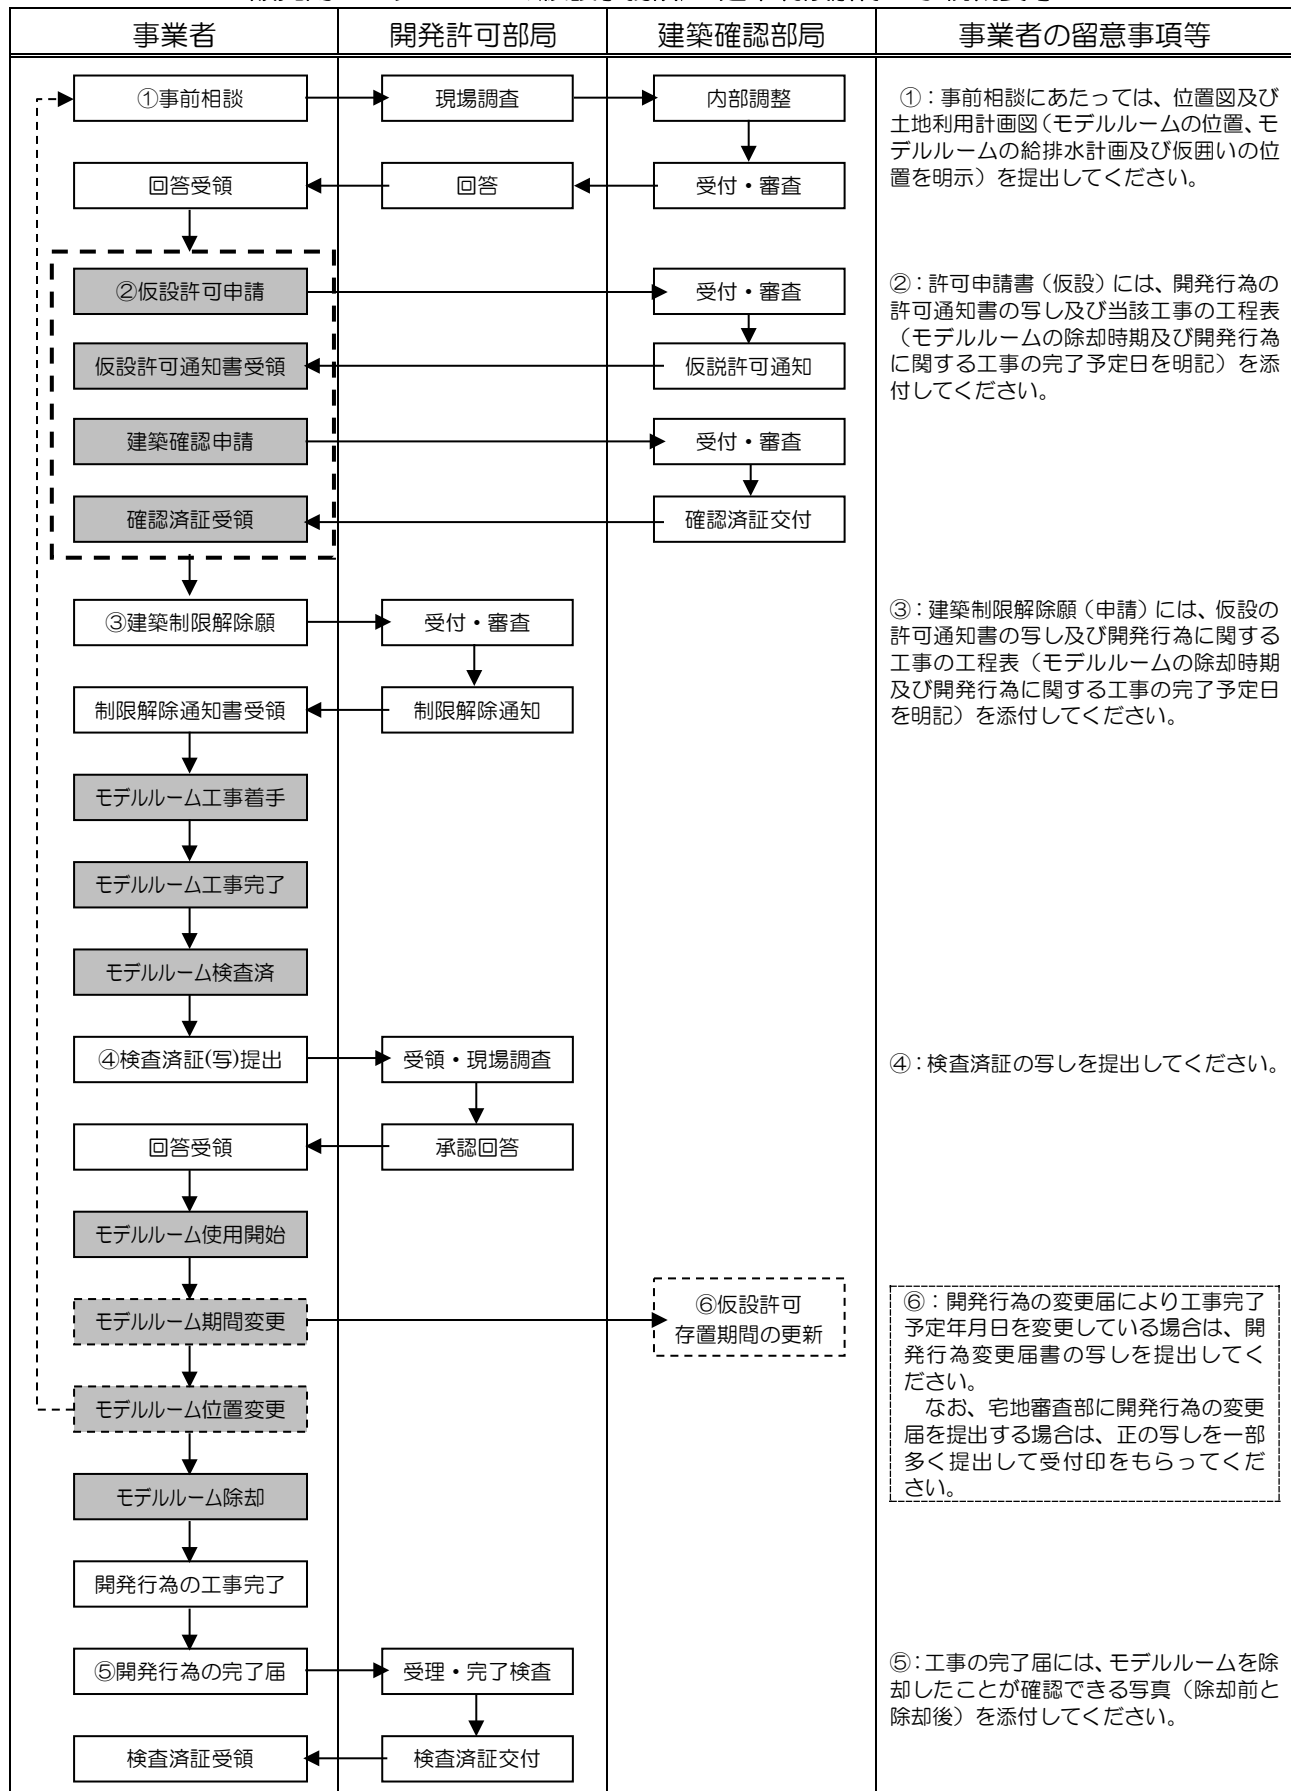 事業者 開発許可部局 建築確認部局 事業者の留意事項等
①事前相談 現場調査 内部調整
回答受領 回答 受付・審査
①：事前相談にあたっては、位置図及び
土地利用計画図（モデルルームの位置、モ
デルルームの給排水計画及び仮囲いの位
置を明示）を提出してください。
②仮設許可申請 受付・審査
仮設許可通知書受領 仮説許可通知
建築確認申請 受付・審査
確認済証受領 確認済証交付
②：許可申請書（仮設）には、開発行為の
許可通知書の写し及び当該工事の工程表
（モデルルームの除却時期及び開発行為
に関する工事の完了予定日を明記）を添
付してください。
③建築制限解除願 受付・審査
制限解除通知書受領 制限解除通知
③：建築制限解除願（申請）には、仮設の
許可通知書の写し及び開発行為に関する
工事の工程表（モデルルームの除却時期
及び開発行為に関する工事の完了予定日
を明記）を添付してください。
モデルルーム工事着手
モデルルーム工事完了
モデルルーム検査済
④検査済証(写)提出 受領・現場調査
④：検査済証の写しを提出してください。
回答受領 承認回答
モデルルーム使用開始
モデルルーム期間変更
⑥仮設許可
存置期間の更新
モデルルーム位置変更
⑥：開発行為の変更届により工事完了
予定年月日を変更している場合は、開
発行為変更届書の写しを提出してく
ださい。
なお、宅地審査部に開発行為の変更
届を提出する場合は、正の写しを一部
多く提出して受付印をもらってくだ
さい。
モデルルーム除却
開発行為の工事完了
⑤開発行為の完了届 受理・完了検査
検査済証受領 検査済証交付
⑤：工事の完了届には、モデルルームを除
却したことが確認できる写真（除却前と
除却後）を添付してください。